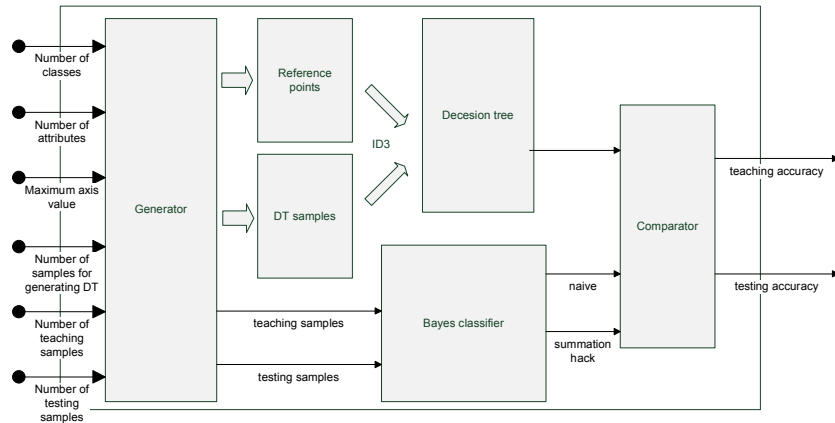 Number of
classes
Number of
attributes
Maximum axis
value
Number of
samples for
generating DT
Number of
teaching
samples
Number of
testing
samples
Generator
Reference
points
DT samples
ID3
Decesion tree
teaching samples
testing samples
Bayes classifier
naive
summation
hack
Comparator
teaching accuracy
testing accuracy